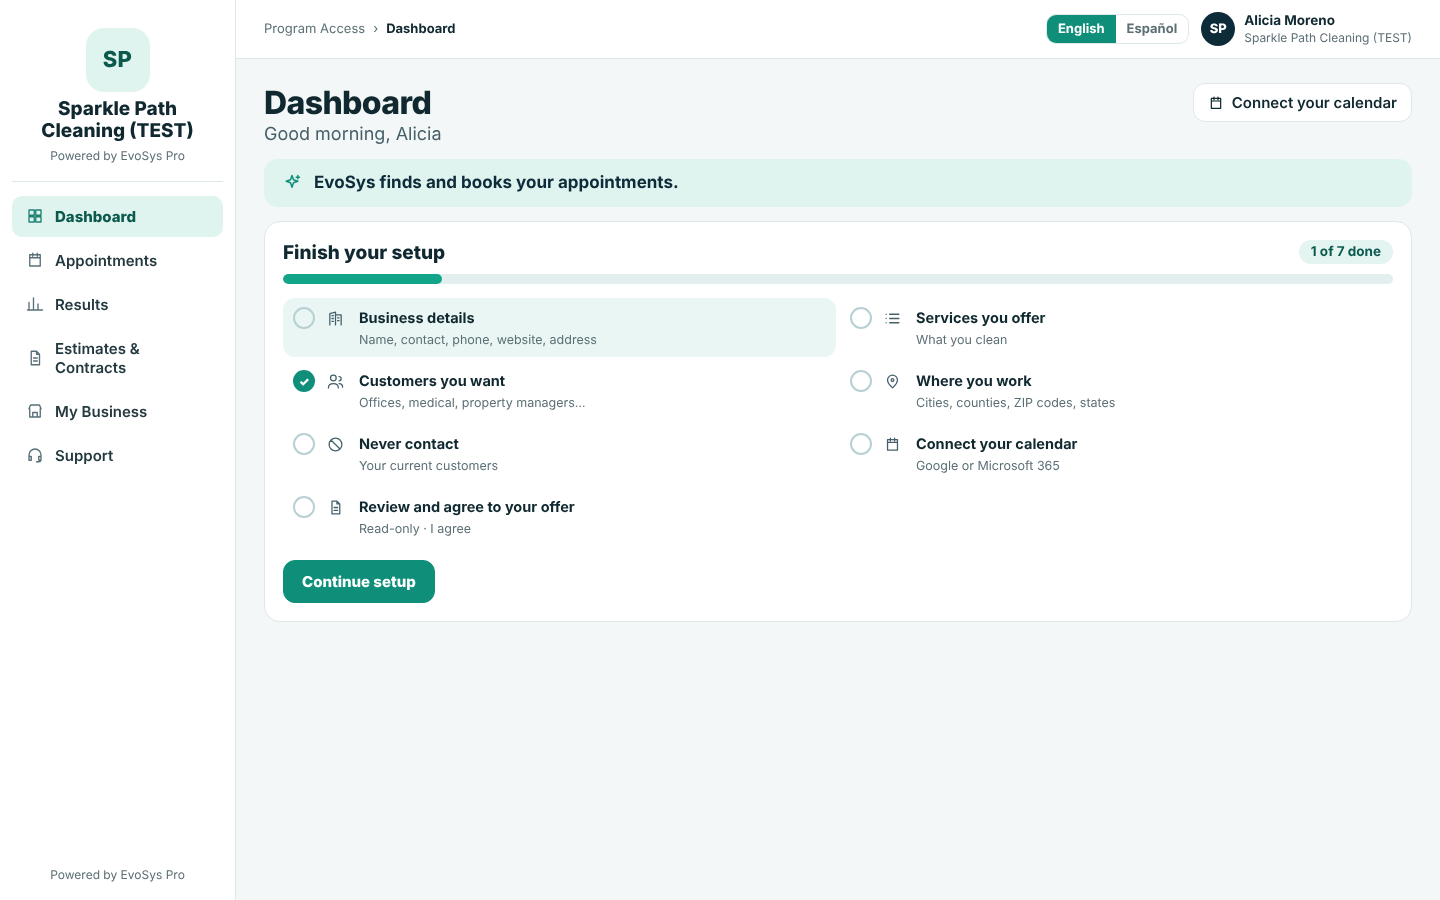 SP
Sparkle Path
Cleaning (TEST)
Powered by EvoSys Pro
Dashboard
Appointments
Results
Estimates &
Contracts
My Business
Support
Powered by EvoSys Pro
Program Access › Dashboard
English
Español
SP
Alicia Moreno
Sparkle Path Cleaning (TEST)
Dashboard
Good morning, Alicia
Connect your calendar
EvoSys finds and books your appointments.
Finish your setup
1 of 7 done
Business details
Name, contact, phone, website, address
Services you offer
What you clean
Customers you want
Offices, medical, property managers...
Where you work
Cities, counties, ZIP codes, states
Never contact
Your current customers
Connect your calendar
Google or Microsoft 365
Review and agree to your offer
Read-only · I agree
Continue setup